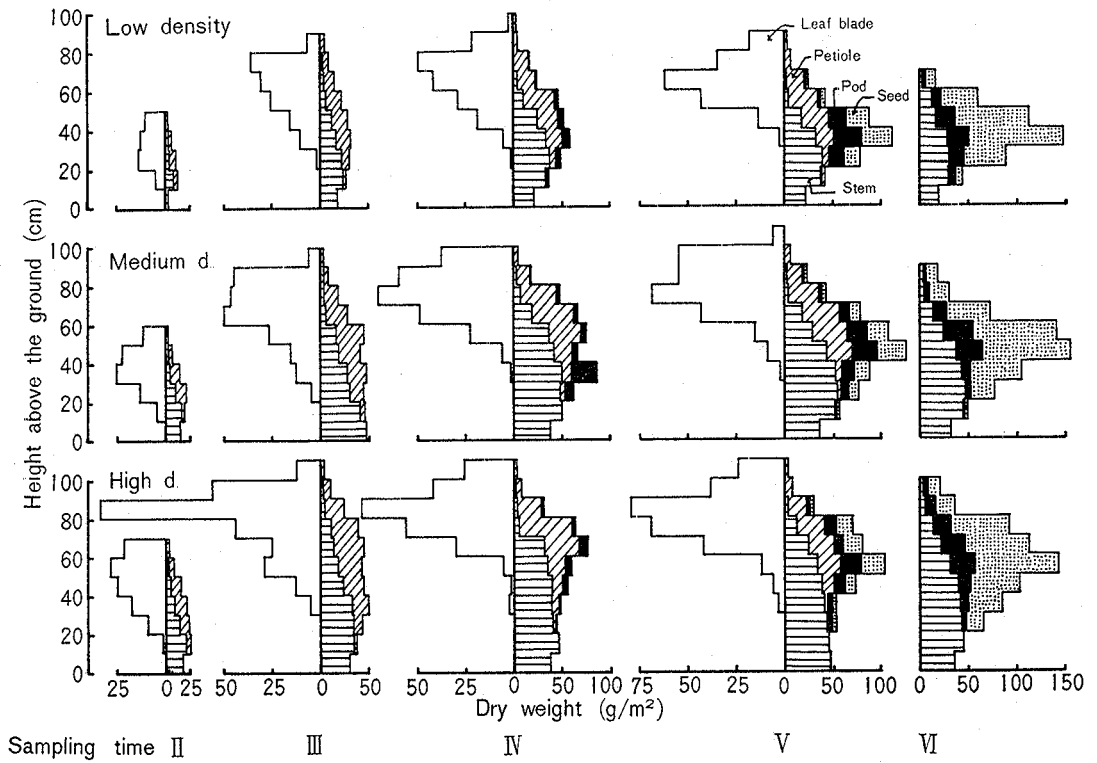 Low density
Leaf blade
Petiole
Pod
Seed
Stem
100
80
60
40
20
0
Medium d.
100
80
60
40
20
0
High d.
100
80
60
40
20
0
Height above the ground (cm)
25 0 25
50 25 0 25 50
50 25 0 50 100
75 50 25 0 50 100
0 50 100 150
Dry weight (g/m²)
Sampling time II III IV V VI